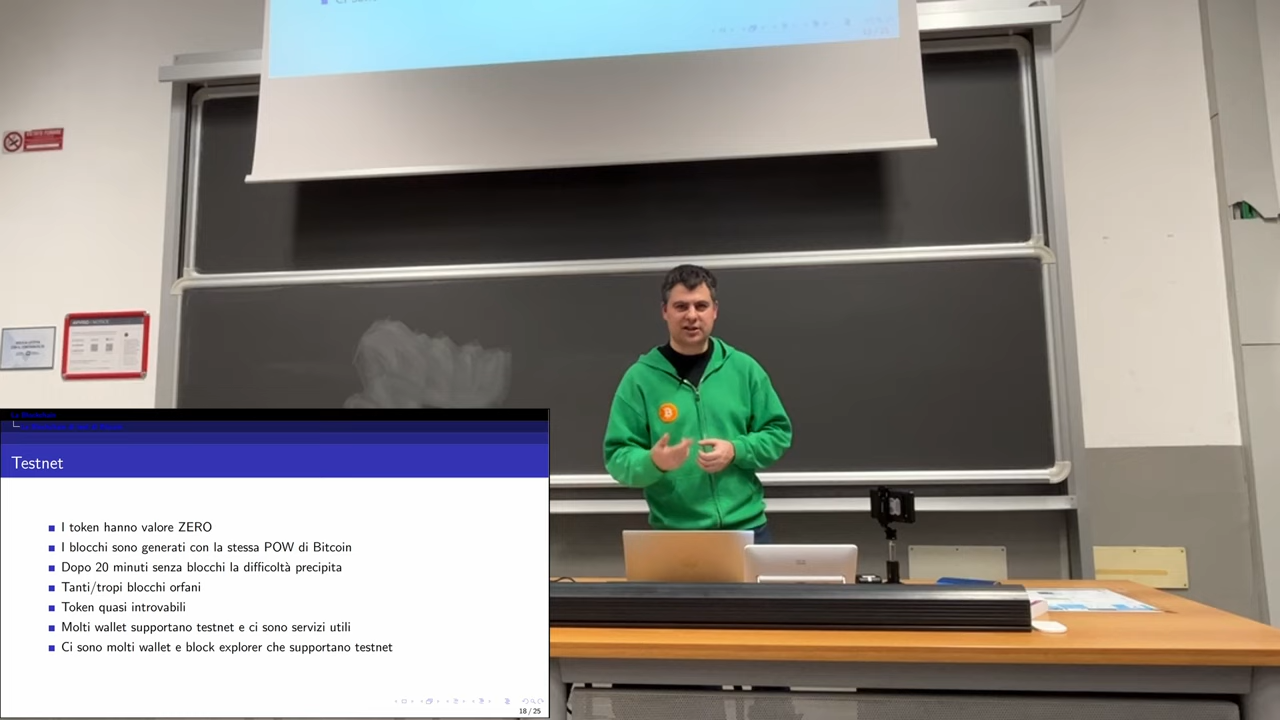 Testnet
I token hanno valore ZERO
I blocchi sono generati con la stessa POW di Bitcoin
Dopo 20 minuti senza blocchi la difficoltà precipita
Tanti/tropi blocchi orfani
Token quasi introvabili
Molti wallet supportano testnet e ci sono servizi utili
Ci sono molti wallet e block explorer che supportano testnet
18 / 25